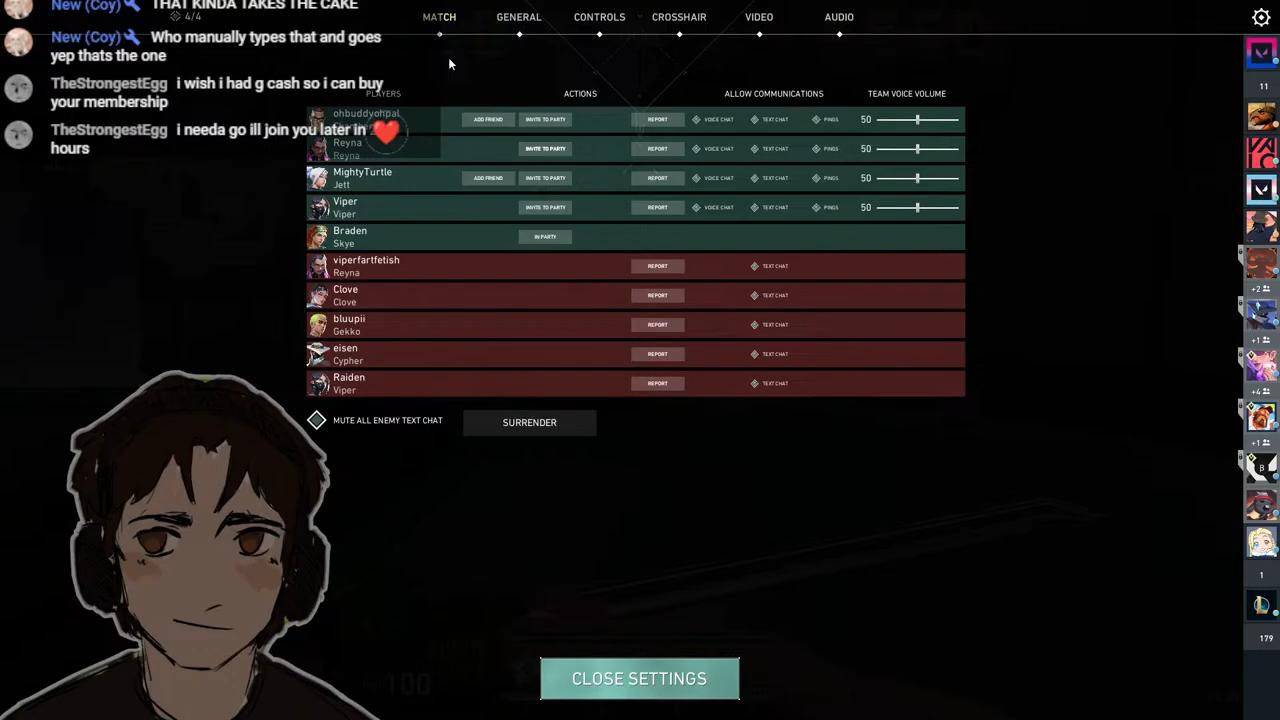 New (Coy) THAT KINDA TAKES THE CAKE
4/4
New (Coy) Who manually types that and goes
yep thats the one
TheStrongestEgg i wish i had g cash so i can buy
your membership
TheStrongestEgg i needa go ill join you later in
hours
MATCH GENERAL CONTROLS CROSSHAIR VIDEO AUDIO
PLAYERS ACTIONS ALLOW COMMUNICATIONS TEAM VOICE VOLUME
ohbuddyohpal ADD FRIEND INVITE TO PARTY REPORT VOICE CHAT TEXT CHAT PINGS 50
Reyna INVITE TO PARTY REPORT VOICE CHAT TEXT CHAT PINGS 50
Reyna
MightyTurtle ADD FRIEND INVITE TO PARTY REPORT VOICE CHAT TEXT CHAT PINGS 50
Jett
Viper INVITE TO PARTY REPORT VOICE CHAT TEXT CHAT PINGS 50
Viper
Braden IN PARTY
Skye
viperfartfetish REPORT TEXT CHAT
Reyna
Clove REPORT TEXT CHAT
Clove
bluupii REPORT TEXT CHAT
Gekko
eisen REPORT TEXT CHAT
Cypher
Raiden REPORT TEXT CHAT
Viper
MUTE ALL ENEMY TEXT CHAT SURRENDER
CLOSE SETTINGS
100
11
+2
+1
+4
+1
B
1
179